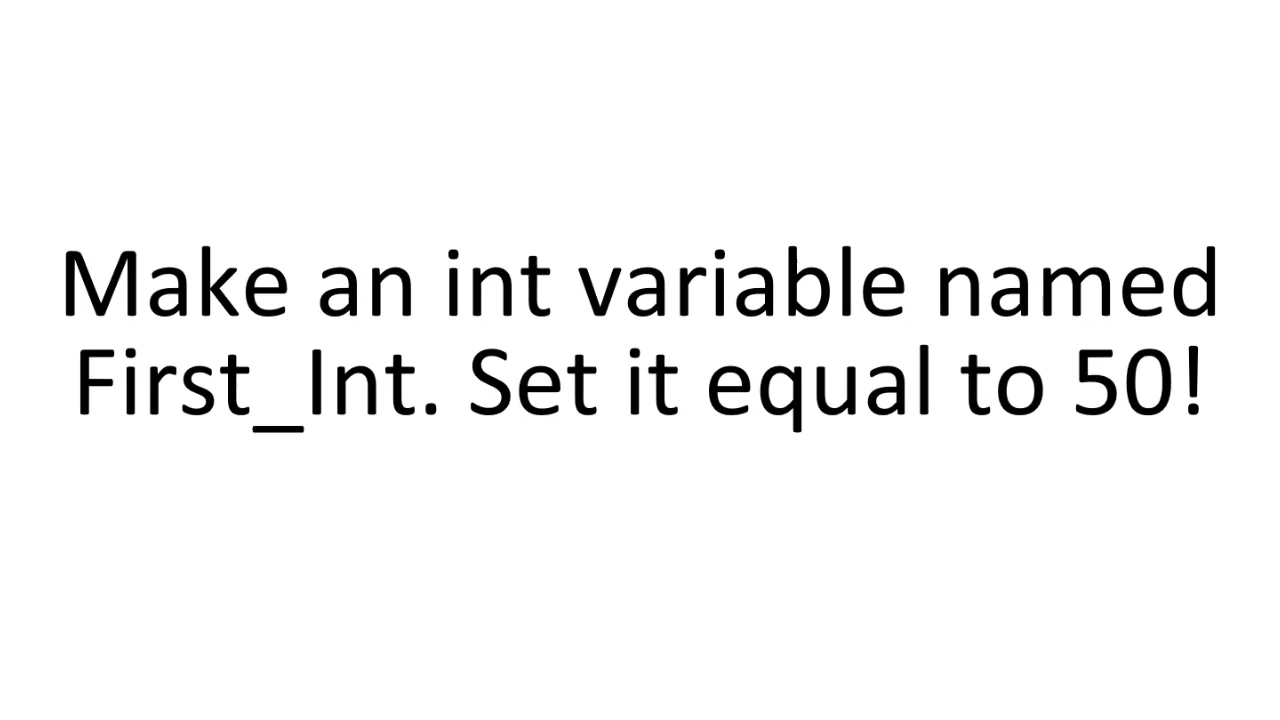 Make an int variable named
First_Int. Set it equal to 50!